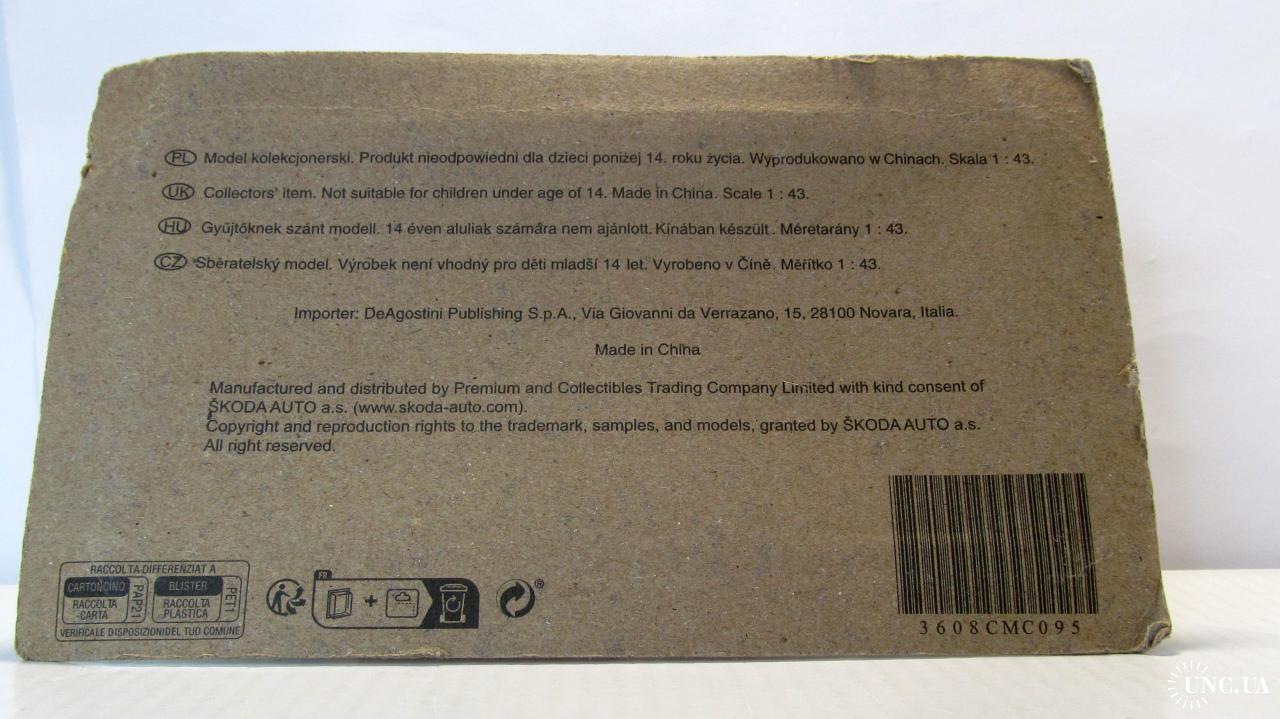 PL Model kolekcjonerski. Produkt nieodpowiedni dla dzieci poniżej 14. roku życia. Wyprodukowano w Chinach. Skala 1 : 43.
UK Collectors' item. Not suitable for children under age of 14. Made in China. Scale 1 : 43.
HU Gyűjtőknek szánt modell. 14 éven aluliak számára nem ajánlott. Kínában készült. Méretarány 1 : 43.
CZ Sběratelský model. Výrobek není vhodný pro děti mladší 14 let. Vyrobeno v Číně. Měřítko 1 : 43.
Importer: DeAgostini Publishing S.p.A., Via Giovanni da Verrazano, 15, 28100 Novara, Italia.
Made in China
Manufactured and distributed by Premium and Collectibles Trading Company Limited with kind consent of
ŠKODA AUTO a.s. (www.skoda-auto.com).
Copyright and reproduction rights to the trademark, samples, and models, granted by ŠKODA AUTO a.s.
All right reserved.
RACCOLTA DIFFERENZIAT A
CARTONCINO
RACCOLTA
CARTA
PAP21
BLISTER
RACCOLTA
PLASTICA
PET1
VERIFICALE DISPOSIZIONIDEL TUO COMUNE
FR
+
®
3608CMC095
UNC.UA